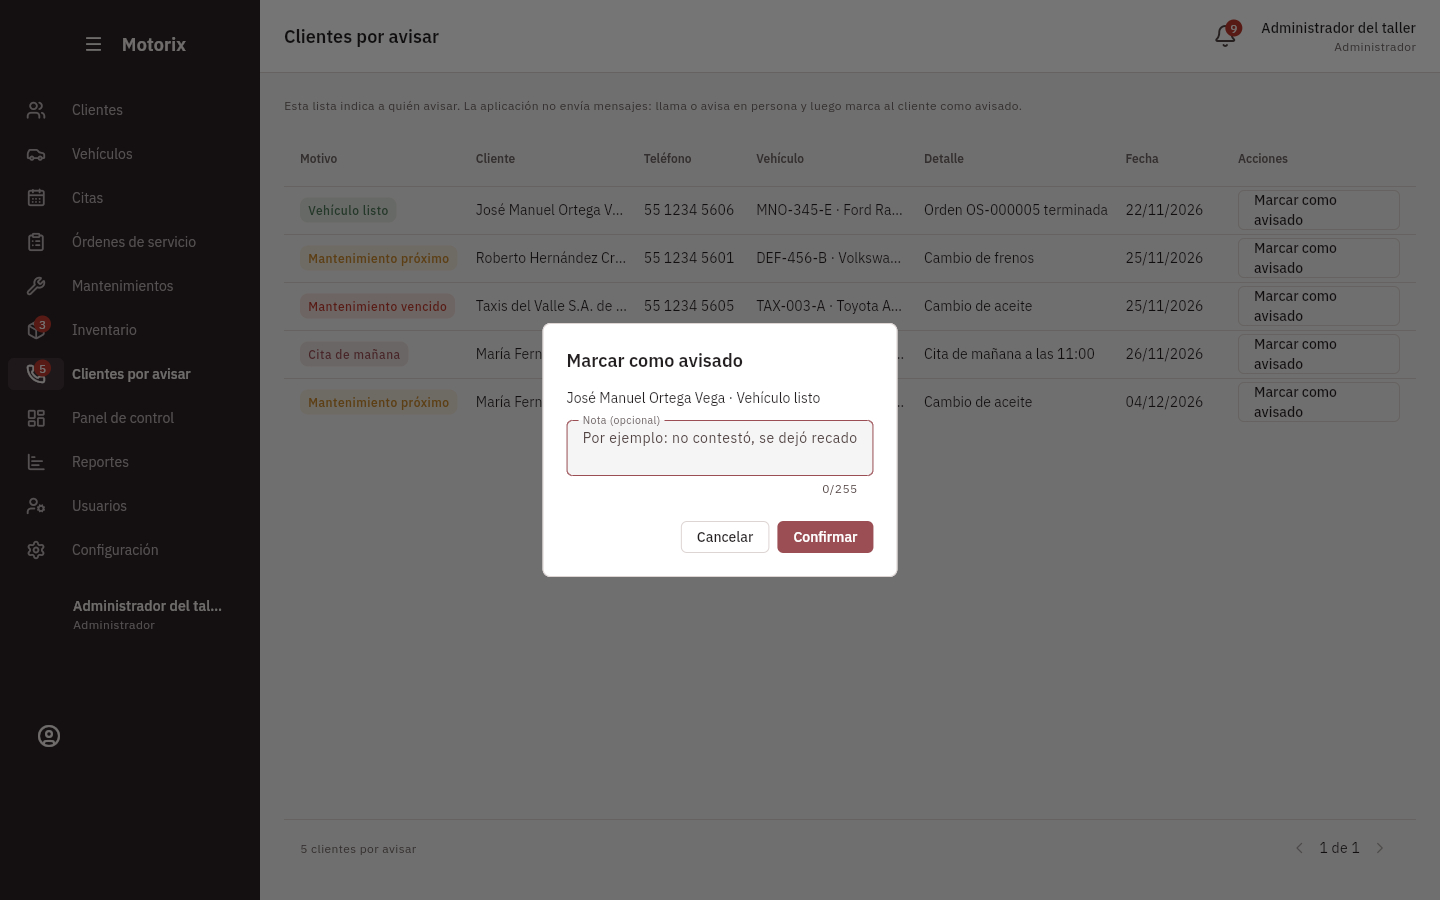 Motorix
Clientes
Vehículos
Citas
Órdenes de servicio
Mantenimientos
3
Inventario
5
Clientes por avisar
Panel de control
Reportes
Usuarios
Configuración
Administrador del tal...
Administrador
Clientes por avisar
9
Administrador del taller
Administrador
Esta lista indica a quién avisar. La aplicación no envía mensajes: llama o avisa en persona y luego marca al cliente como avisado.
Motivo Cliente Teléfono Vehículo Detalle Fecha Acciones
Vehículo listo José Manuel Ortega V... 55 1234 5606 MNO-345-E · Ford Ra... Orden OS-000005 terminada 22/11/2026 Marcar como
avisado
Mantenimiento próximo Roberto Hernández Cr... 55 1234 5601 DEF-456-B · Volkswa... Cambio de frenos 25/11/2026 Marcar como
avisado
Mantenimiento vencido Taxis del Valle S.A. de ... 55 1234 5605 TAX-003-A · Toyota A... Cambio de aceite 25/11/2026 Marcar como
avisado
Cita de mañana María Fern Cita de mañana a las 11:00 26/11/2026 Marcar como
avisado
Mantenimiento próximo María Fern Cambio de aceite 04/12/2026 Marcar como
avisado
Marcar como avisado
José Manuel Ortega Vega · Vehículo listo
Nota (opcional)
Por ejemplo: no contestó, se dejó recado
0/255
Cancelar Confirmar
5 clientes por avisar
1 de 1